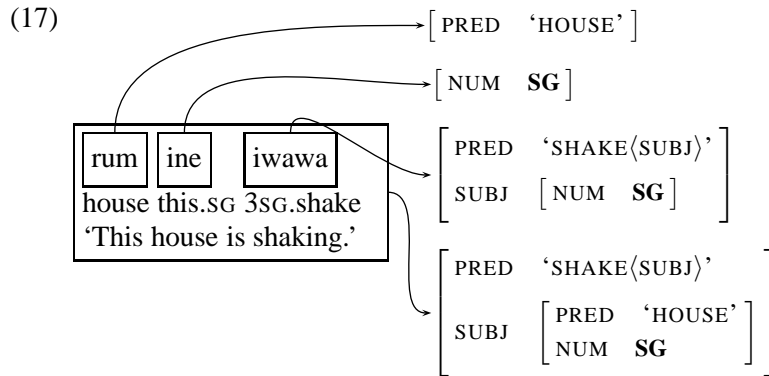 (17)
[PRED ‘HOUSE’]
[NUM SG]
rum ine iwawa
house this.SG 3SG.shake
‘This house is shaking.’
[PRED ‘SHAKE⟨SUBJ⟩’
SUBJ [NUM SG]]
[PRED ‘SHAKE⟨SUBJ⟩’
SUBJ [PRED ‘HOUSE’
NUM SG]]